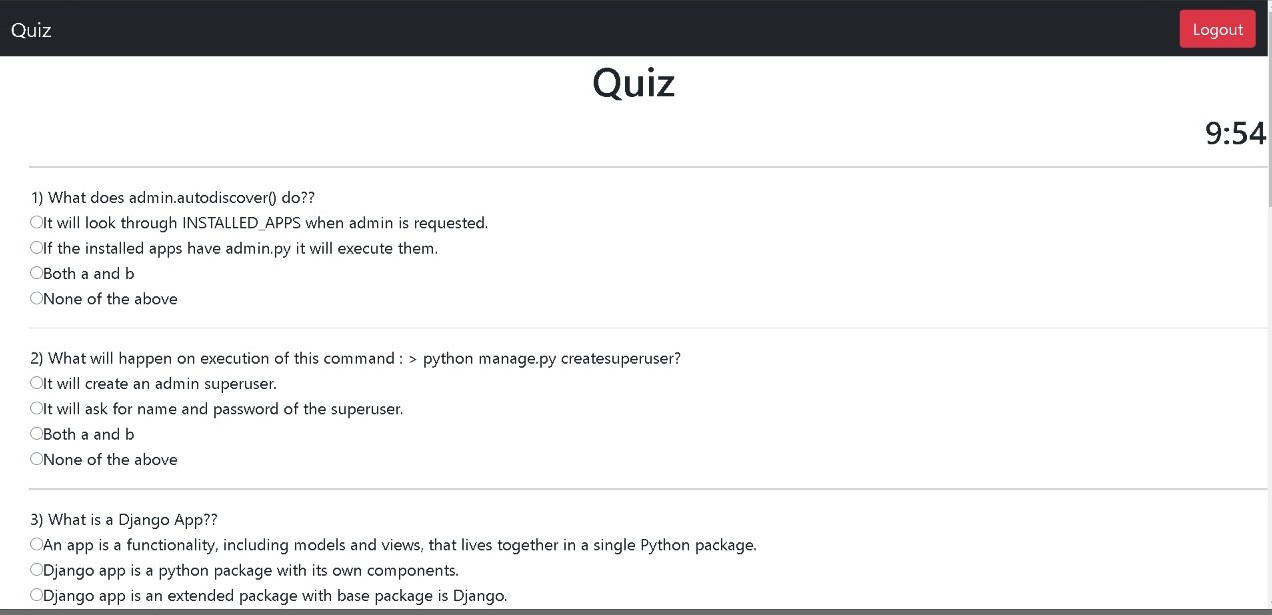 Quiz
Logout
Quiz
9:54
1) What does admin.autodiscover() do??
It will look through INSTALLED_APPS when admin is requested.
If the installed apps have admin.py it will execute them.
Both a and b
None of the above
2) What will happen on execution of this command : > python manage.py createsuperuser?
It will create an admin superuser.
It will ask for name and password of the superuser.
Both a and b
None of the above
3) What is a Django App??
An app is a functionality, including models and views, that lives together in a single Python package.
Django app is a python package with its own components.
Django app is an extended package with base package is Django.